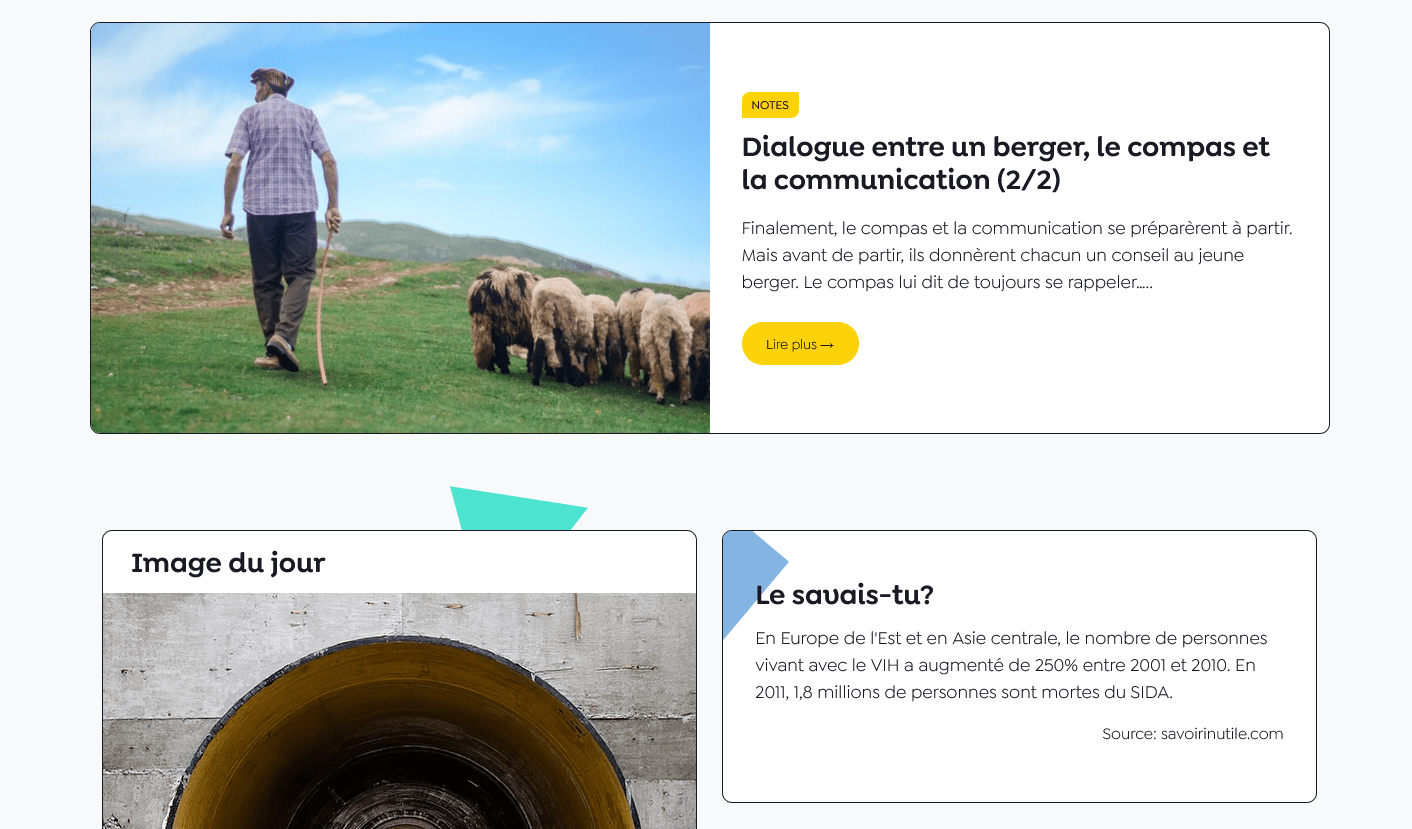 NOTES
Dialogue entre un berger, le compas et
la communication (2/2)
Finalement, le compas et la communication se préparèrent à partir.
Mais avant de partir, ils donnèrent chacun un conseil au jeune
berger. Le compas lui dit de toujours se rappeler.....
Lire plus →
Image du jour
Le savais-tu?
En Europe de l'Est et en Asie centrale, le nombre de personnes
vivant avec le VIH a augmenté de 250% entre 2001 et 2010. En
2011, 1,8 millions de personnes sont mortes du SIDA.
Source: savoirinutile.com